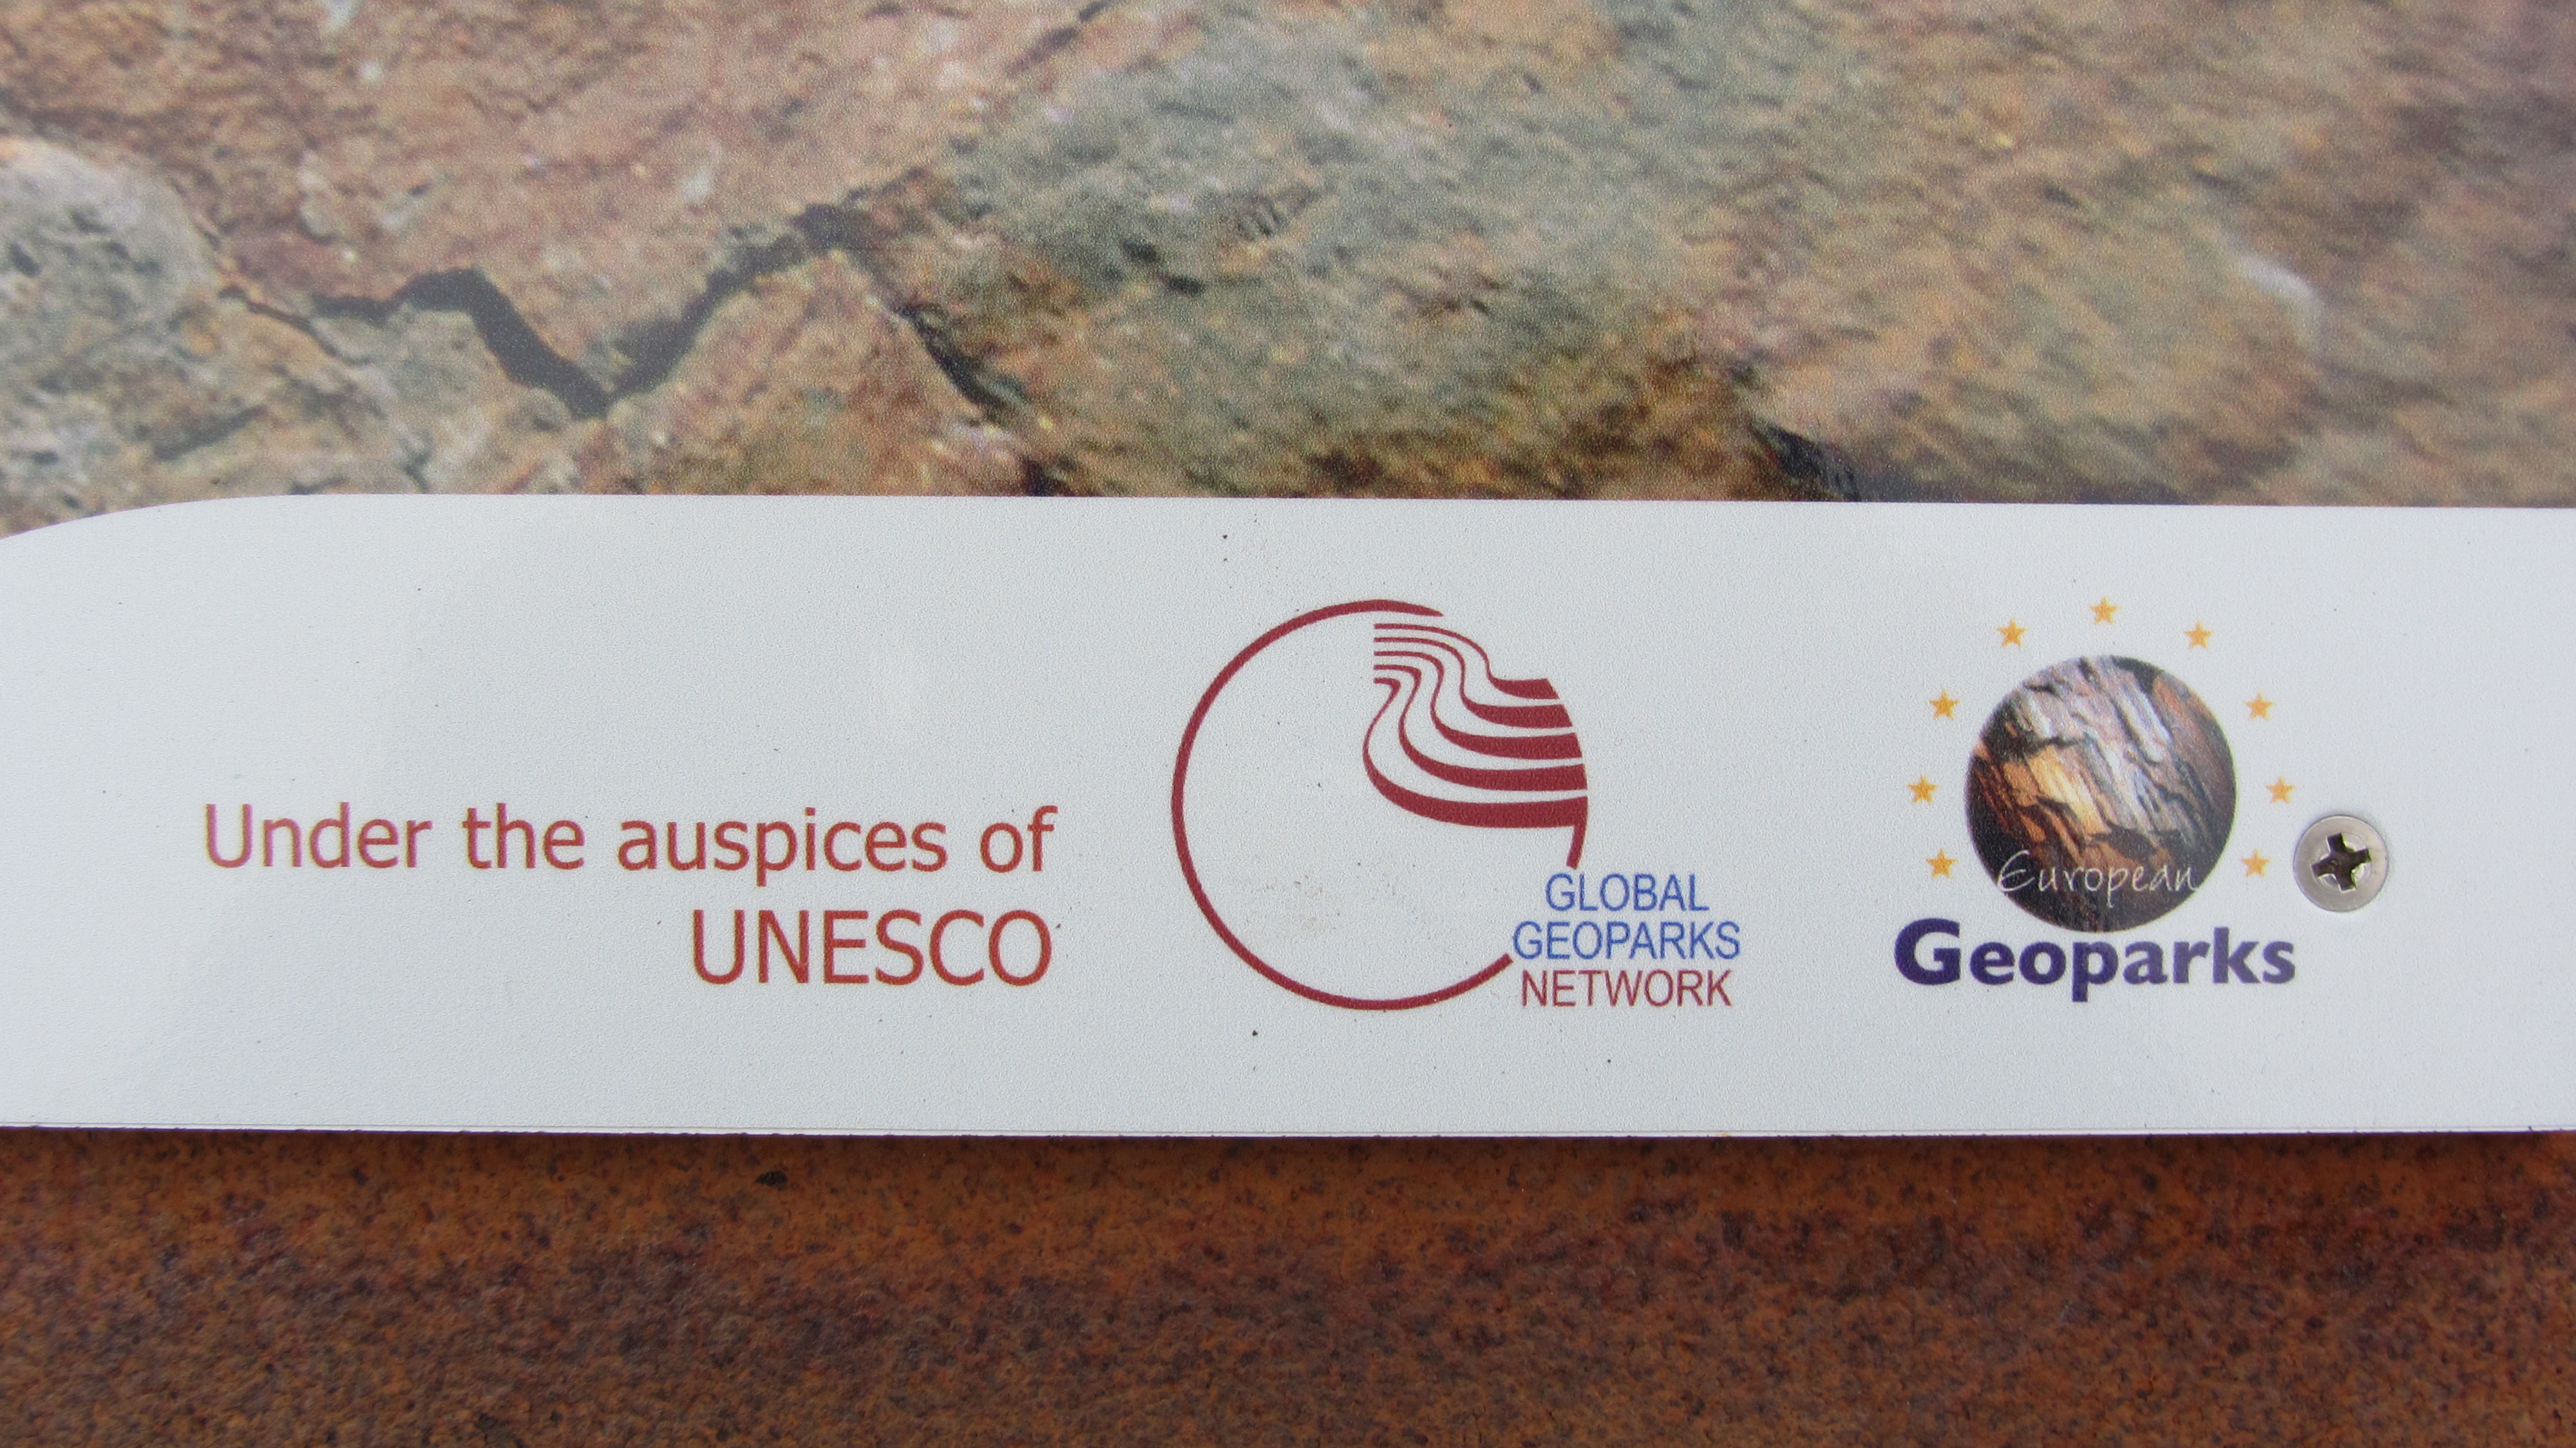 Under the auspices of
UNESCO
GLOBAL
GEOPARKS
NETWORK
European
Geoparks